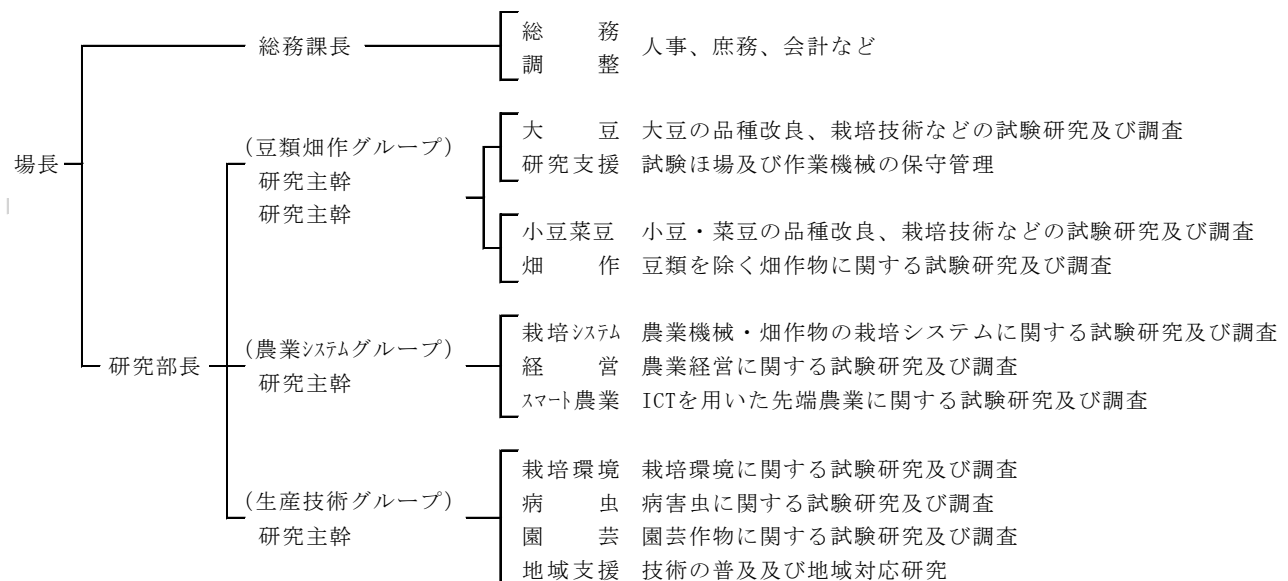 総務 人事、庶務、会計など
総務課長
調整
大豆 大豆の品種改良、栽培技術などの試験研究及び調査
(豆類畑作グループ)
場長 研究支援 試験ほ場及び作業機械の保守管理
研究主幹
研究主幹
小豆菜豆 小豆・菜豆の品種改良、栽培技術などの試験研究及び調査
畑作 豆類を除く畑作物に関する試験研究及び調査
栽培システム 農業機械・畑作物の栽培システムに関する試験研究及び調査
(農業システムグループ)
研究部長 経営 農業経営に関する試験研究及び調査
研究主幹
スマート農業 ICTを用いた先端農業に関する試験研究及び調査
栽培環境 栽培環境に関する試験研究及び調査
(生産技術グループ)
病虫 病害虫に関する試験研究及び調査
研究主幹
園芸 園芸作物に関する試験研究及び調査
地域支援 技術の普及及び地域対応研究